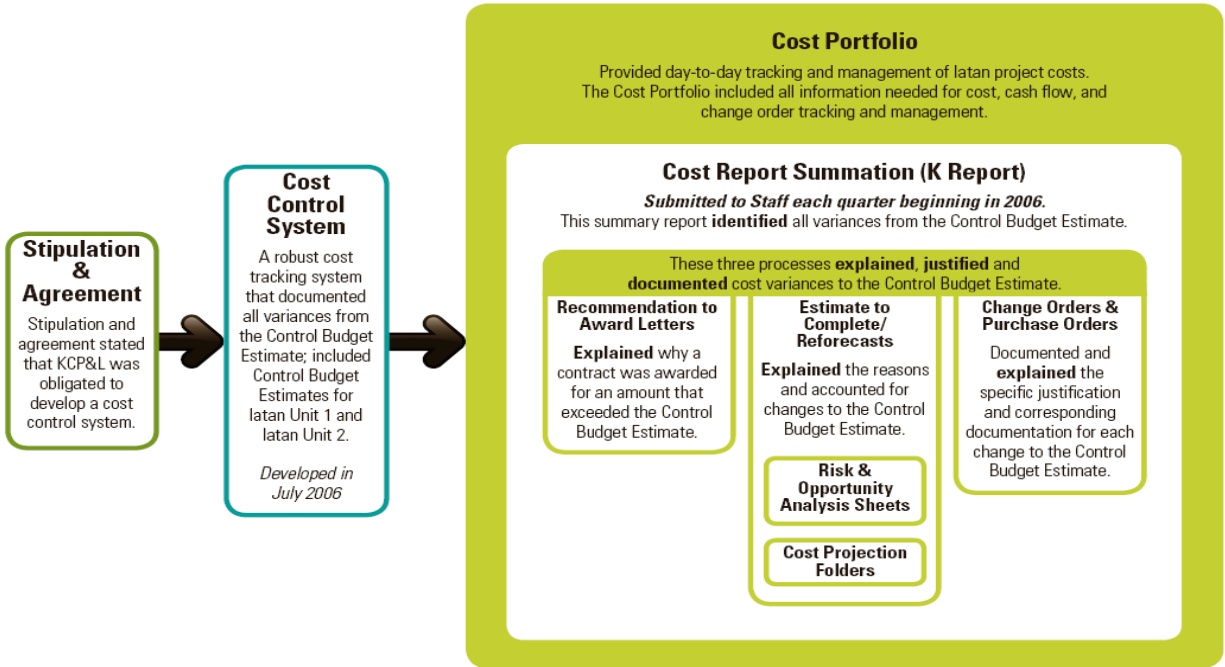 Stipulation
&
Agreement
Stipulation and
agreement stated
that KCP&L was
obligated to
develop a cost
control system.
Cost
Control
System
A robust cost
tracking system
that documented
all variances from
the Control Budget
Estimate; included
Control Budget
Estimates for
Iatan Unit 1 and
Iatan Unit 2.
Developed in
July 2006
Cost Portfolio
Provided day-to-day tracking and management of Iatan project costs.
The Cost Portfolio included all information needed for cost, cash flow, and
change order tracking and management.
Cost Report Summation (K Report)
Submitted to Staff each quarter beginning in 2006.
This summary report identified all variances from the Control Budget Estimate.
These three processes explained, justified and
documented cost variances to the Control Budget Estimate.
Recommendation to
Award Letters
Explained why a
contract was awarded
for an amount that
exceeded the Control
Budget Estimate.
Estimate to
Complete/
Reforecasts
Explained the reasons
and accounted for
changes to the Control
Budget Estimate.
Risk &
Opportunity
Analysis Sheets
Cost Projection
Folders
Change Orders &
Purchase Orders
Documented and
explained the
specific justification
and corresponding
documentation for each
change to the Control
Budget Estimate.